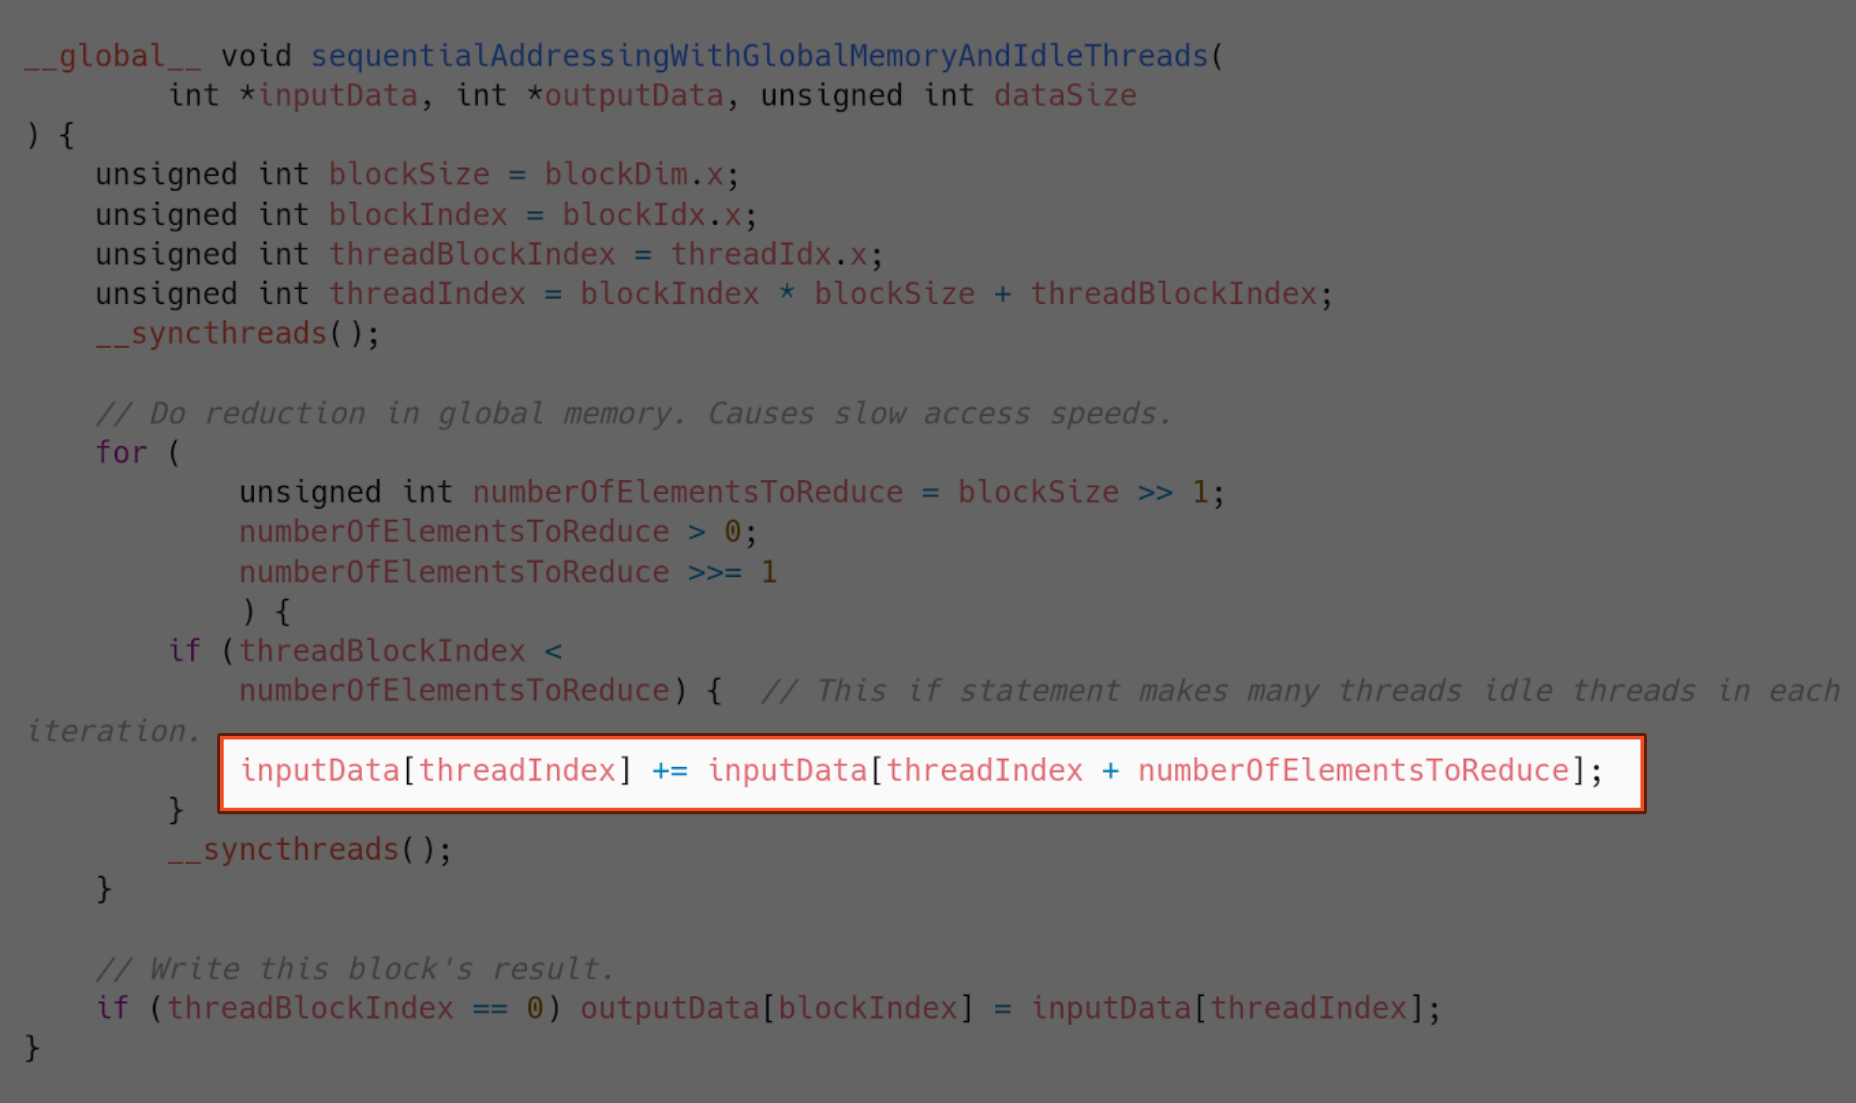 __global__ void sequentialAddressingWithGlobalMemoryAndIdleThreads(
        int *inputData, int *outputData, unsigned int dataSize
) {
    unsigned int blockSize = blockDim.x;
    unsigned int blockIndex = blockIdx.x;
    unsigned int threadBlockIndex = threadIdx.x;
    unsigned int threadIndex = blockIndex * blockSize + threadBlockIndex;
    __syncthreads();

    // Do reduction in global memory. Causes slow access speeds.
    for (
            unsigned int numberOfElementsToReduce = blockSize >> 1;
            numberOfElementsToReduce > 0;
            numberOfElementsToReduce >>= 1
            ) {
        if (threadBlockIndex <
            numberOfElementsToReduce) {  // This if statement makes many threads idle threads in each
iteration.
            inputData[threadIndex] += inputData[threadIndex + numberOfElementsToReduce];
        }
        __syncthreads();
    }

    // Write this block's result.
    if (threadBlockIndex == 0) outputData[blockIndex] = inputData[threadIndex];
}